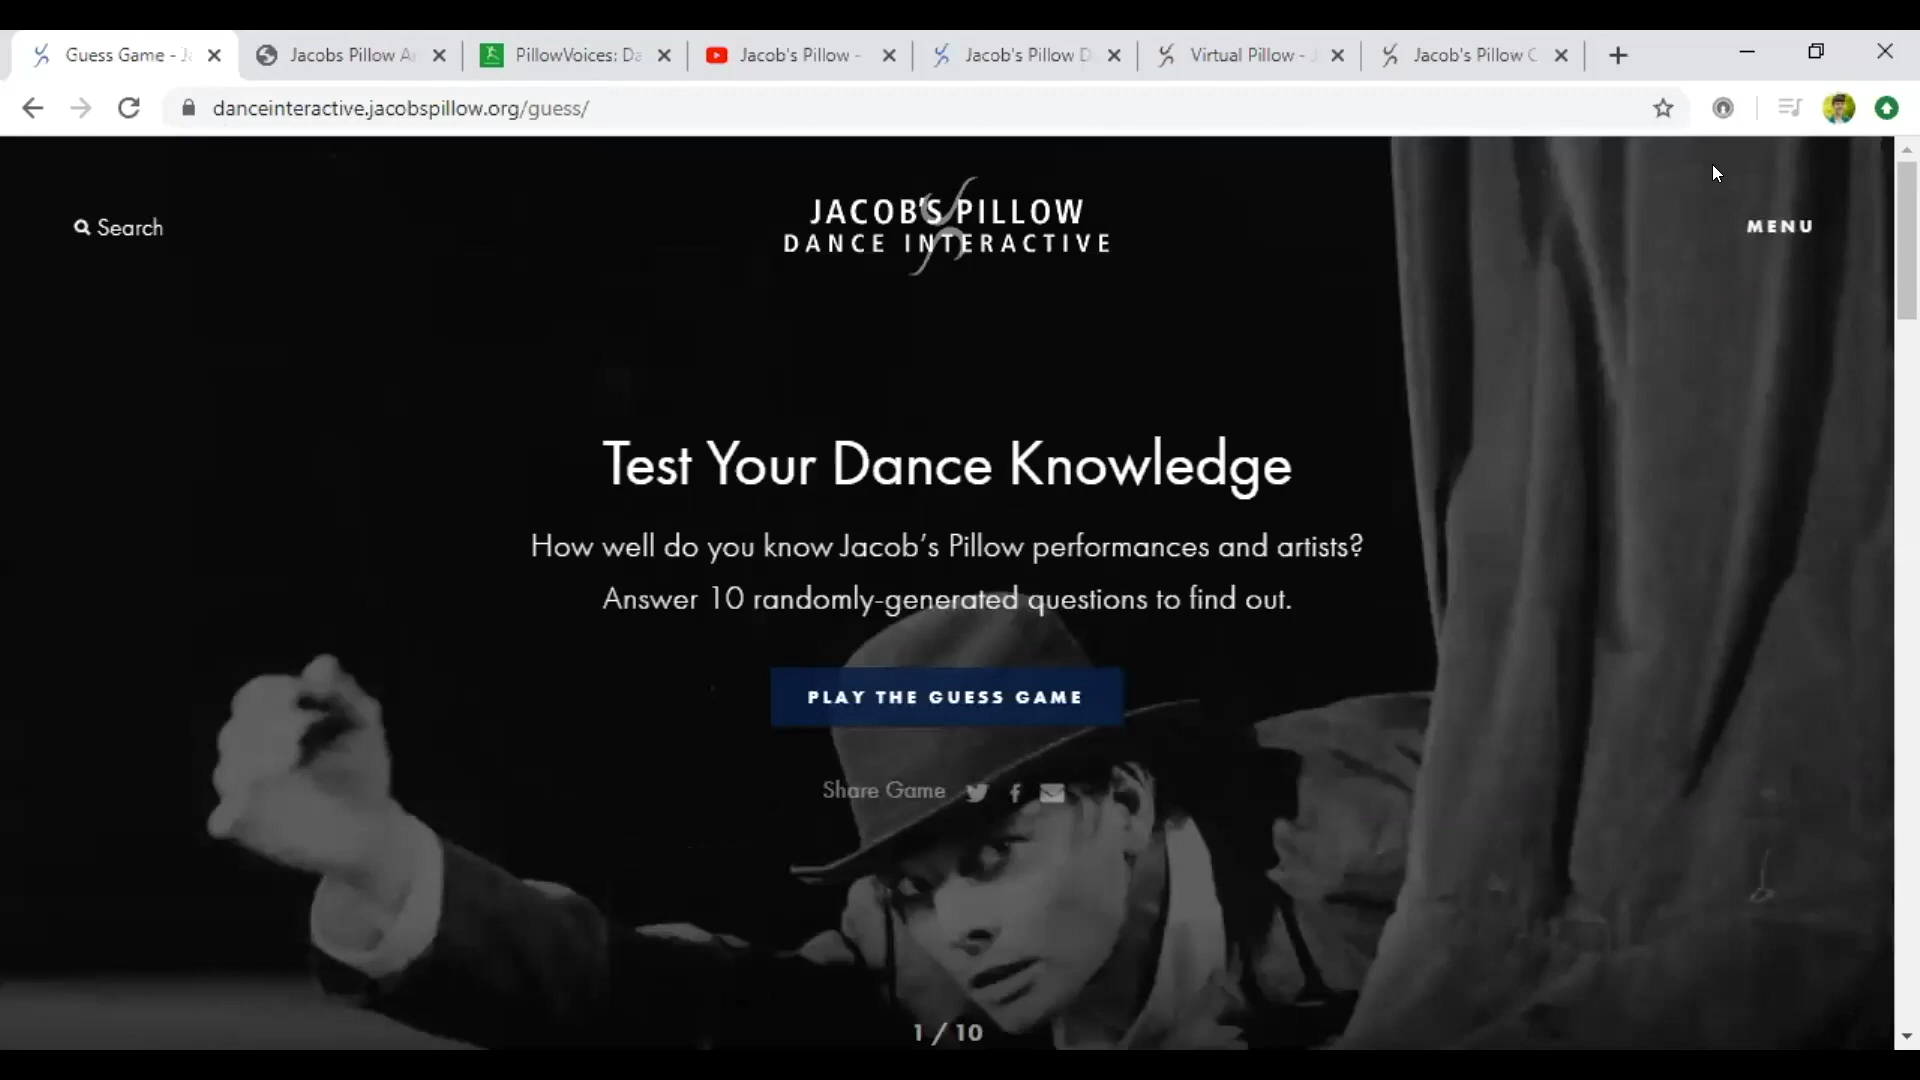 Guess Game - Ja
Jacobs Pillow A
PillowVoices: Da
Jacob's Pillow -
Jacob's Pillow D
Virtual Pillow -
Jacob's Pillow C
danceinteractive.jacobspillow.org/guess/
Search
JACOB'S PILLOW
DANCE INTERACTIVE
MENU
Test Your Dance Knowledge
How well do you know Jacob's Pillow performances and artists?
Answer 10 randomly-generated questions to find out.
PLAY THE GUESS GAME
Share Game
1 / 10